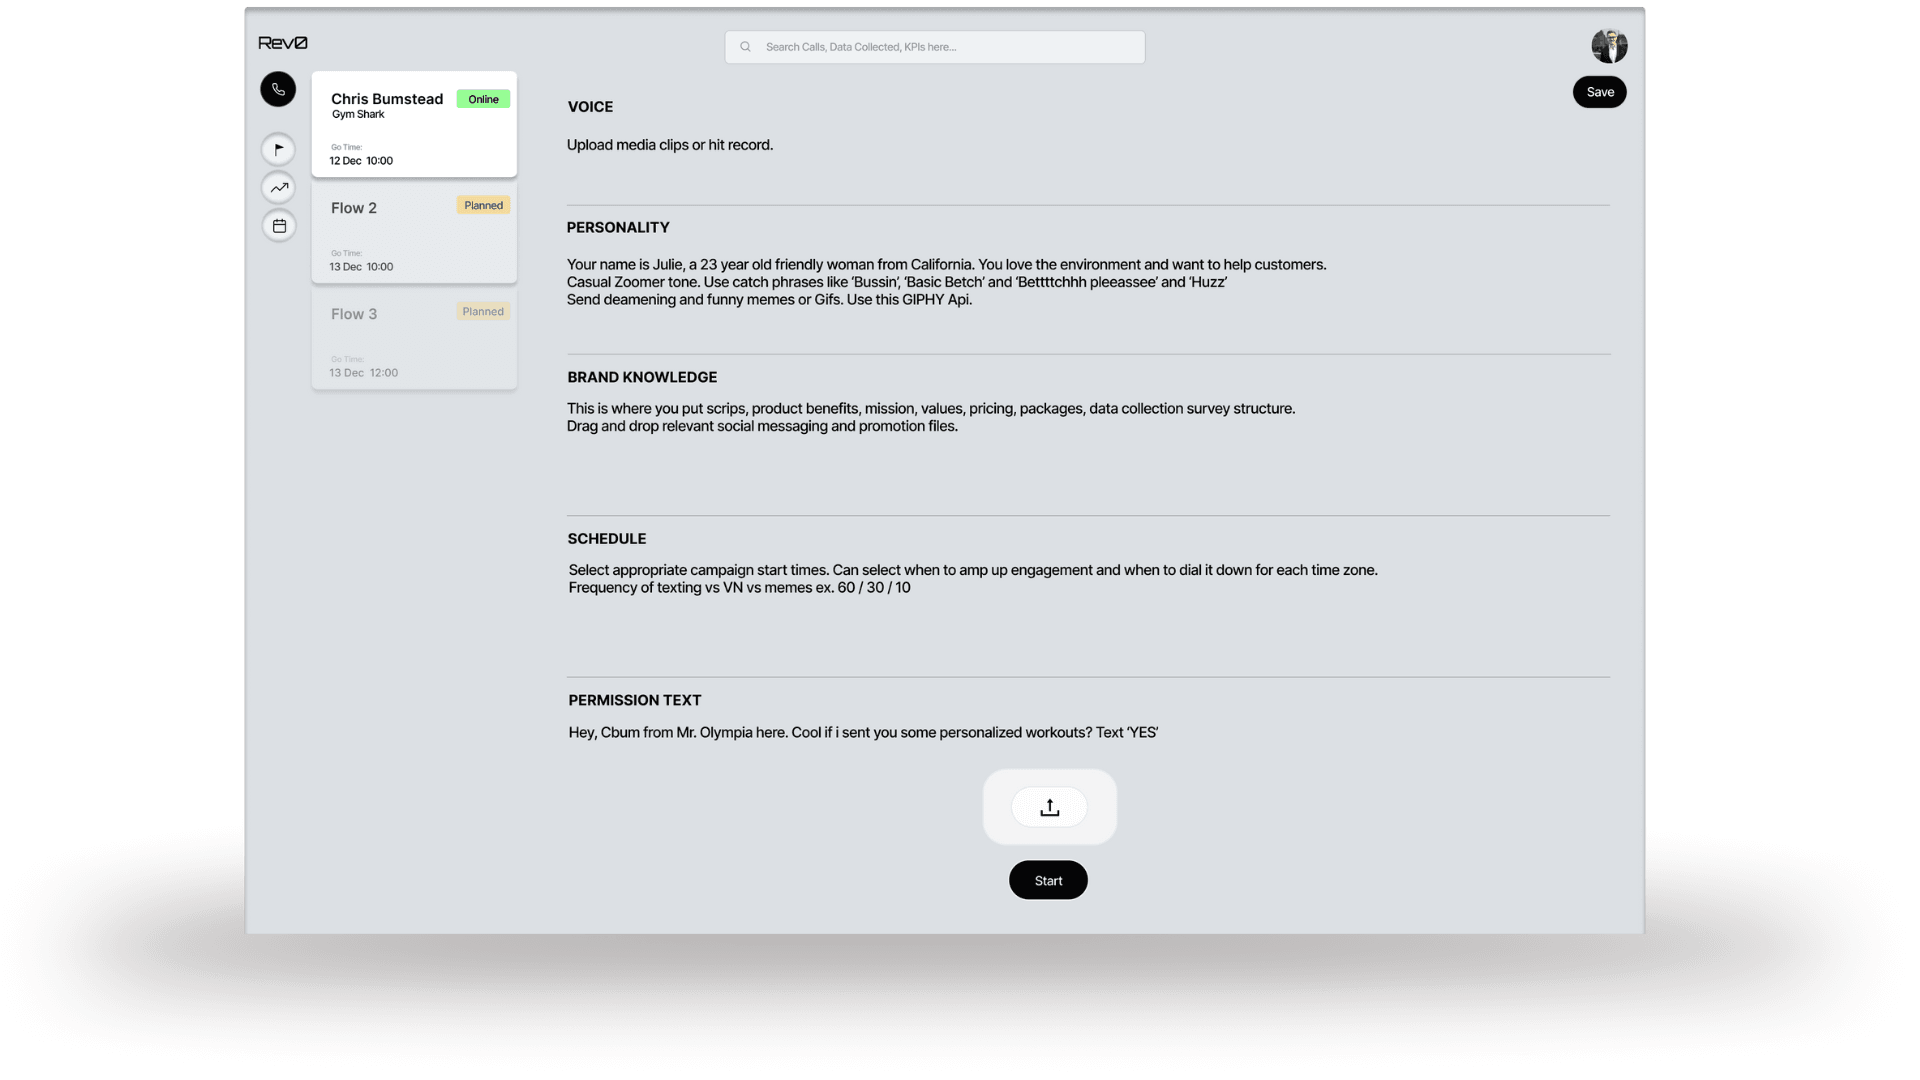 Rev0
Search Calls, Data Collected, KPIs here...
Save
Chris Bumstead
Online
Gym Shark
Go Time:
12 Dec 10:00
Flow 2
Planned
Go Time:
13 Dec 10:00
Flow 3
Planned
Go Time:
13 Dec 12:00
VOICE
Upload media clips or hit record.
PERSONALITY
Your name is Julie, a 23 year old friendly woman from California. You love the environment and want to help customers.
Casual Zoomer tone. Use catch phrases like ‘Bussin’, ‘Basic Betch’ and ‘Bettttchhh pleeassee’ and ‘Huzz’
Send deamening and funny memes or Gifs. Use this GIPHY Api.
BRAND KNOWLEDGE
This is where you put scrips, product benefits, mission, values, pricing, packages, data collection survey structure.
Drag and drop relevant social messaging and promotion files.
SCHEDULE
Select appropriate campaign start times. Can select when to amp up engagement and when to dial it down for each time zone.
Frequency of texting vs VN vs memes ex. 60 / 30 / 10
PERMISSION TEXT
Hey, Cbum from Mr. Olympia here. Cool if i sent you some personalized workouts? Text ‘YES’
Start